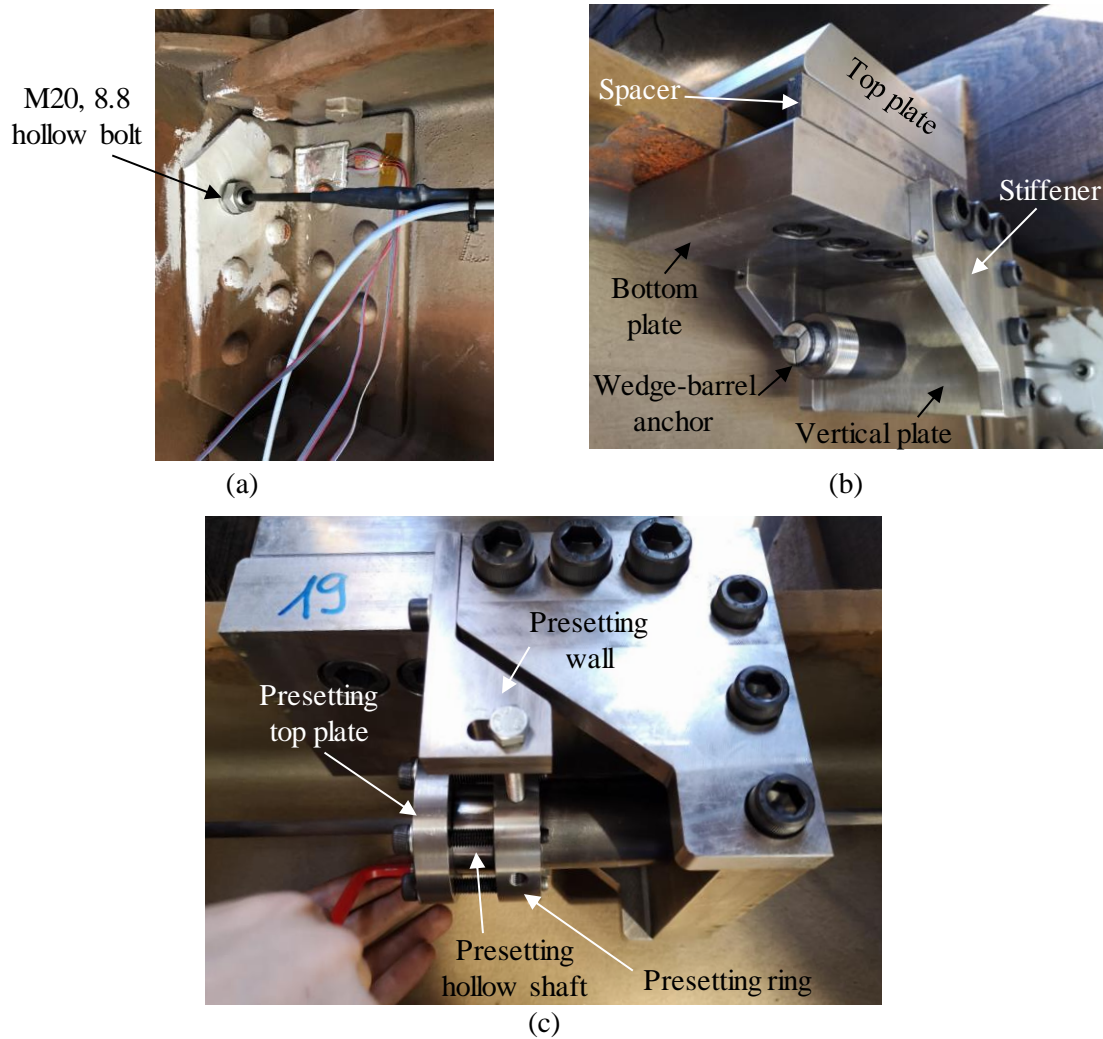 M20, 8.8
hollow bolt
(a)
Spacer
Top plate
Stiffener
Bottom
plate
Wedge-barrel
anchor
Vertical plate
(b)
19
Presetting
wall
Presetting
top plate
Presetting
hollow shaft
Presetting ring
(c)